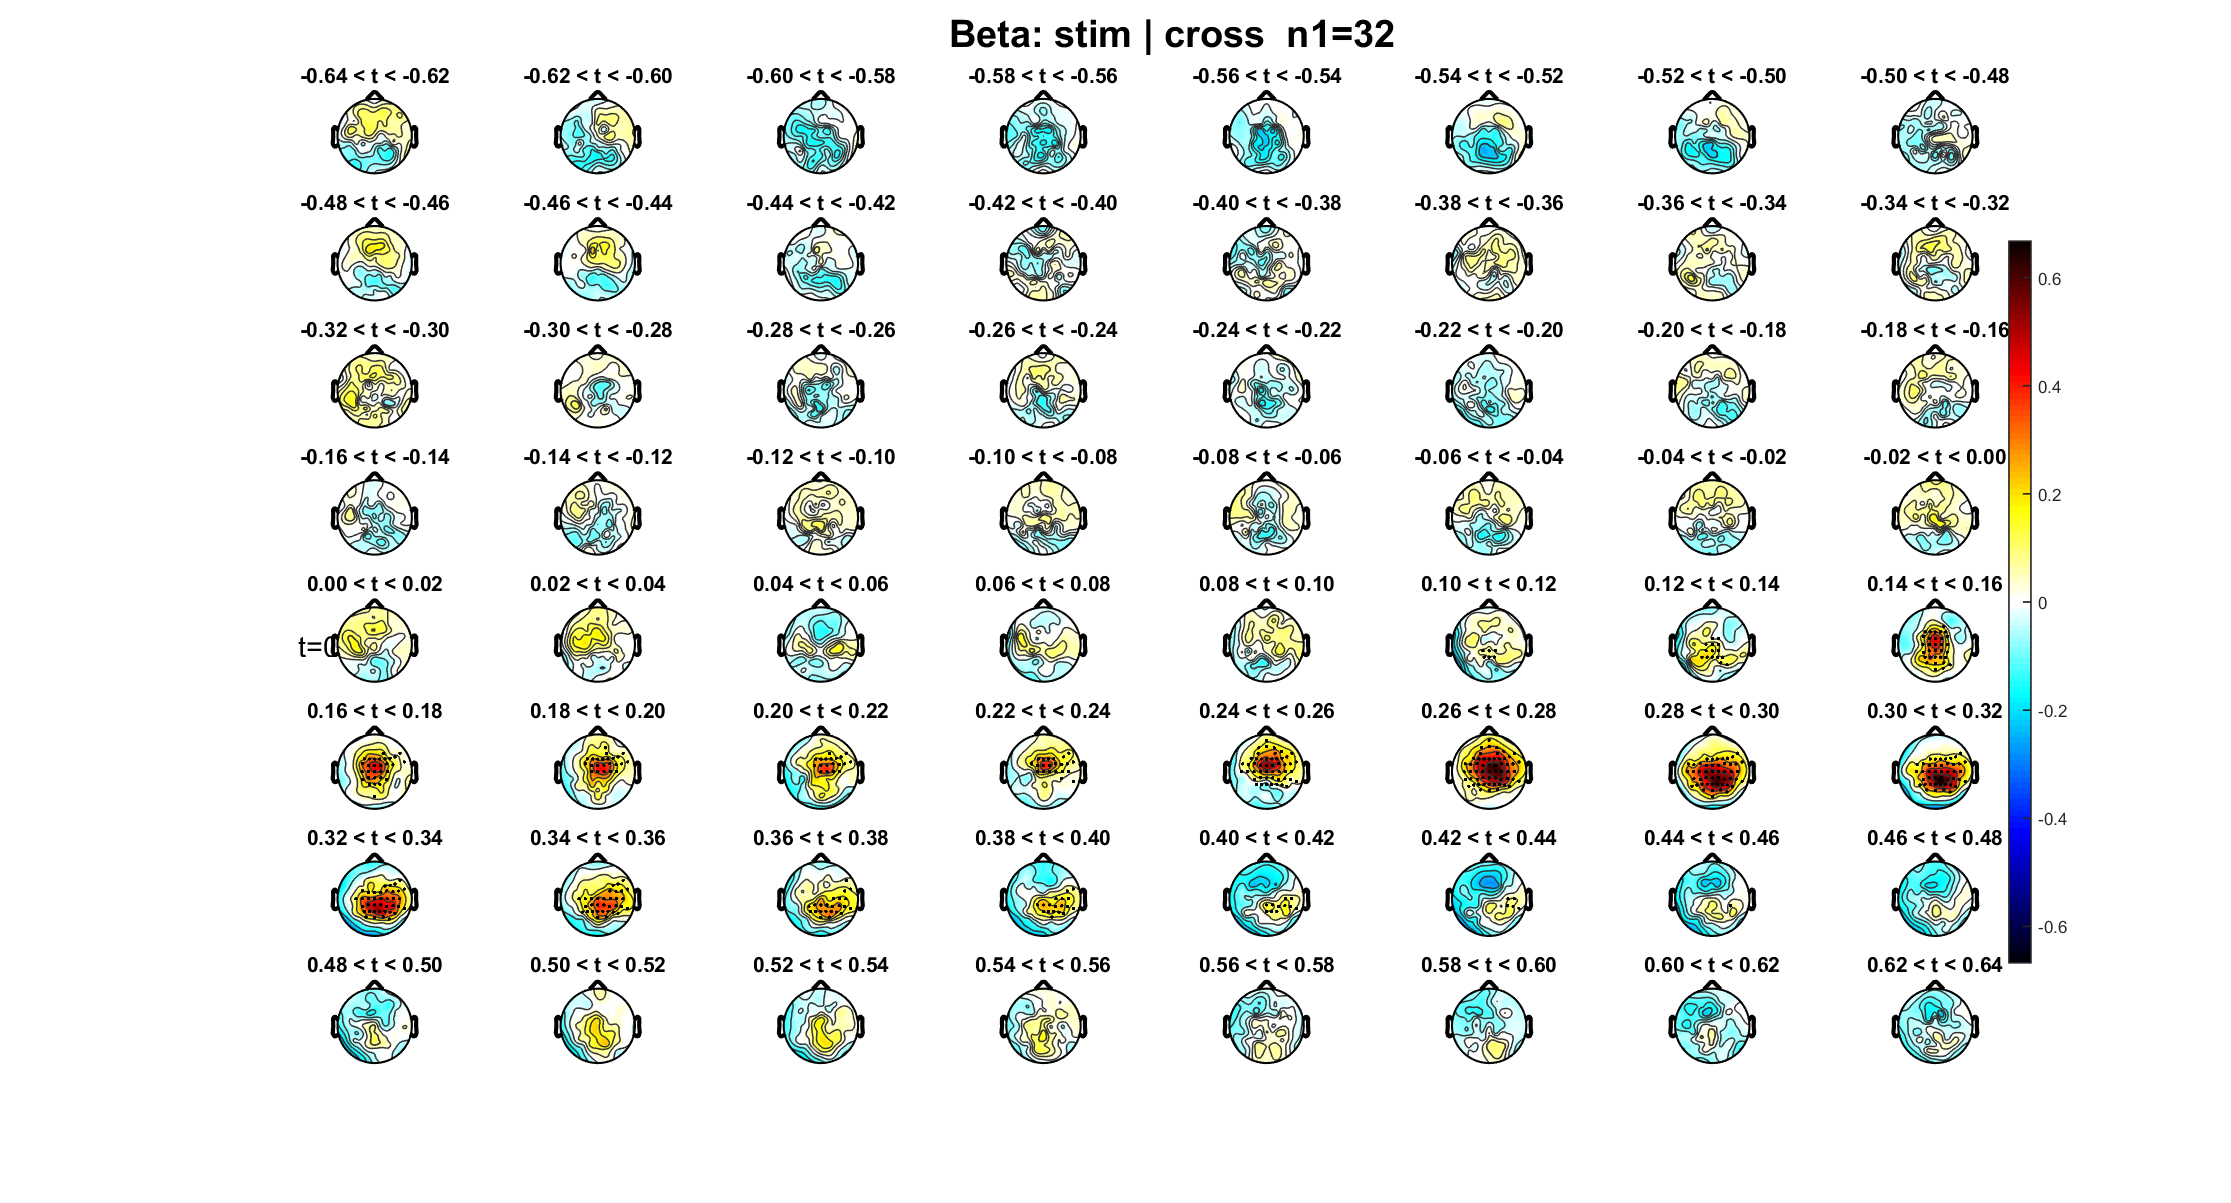 Beta: stim | cross  n1=32
-0.64 < t < -0.62 -0.62 < t < -0.60 -0.60 < t < -0.58 -0.58 < t < -0.56 -0.56 < t < -0.54 -0.54 < t < -0.52 -0.52 < t < -0.50 -0.50 < t < -0.48
-0.48 < t < -0.46 -0.46 < t < -0.44 -0.44 < t < -0.42 -0.42 < t < -0.40 -0.40 < t < -0.38 -0.38 < t < -0.36 -0.36 < t < -0.34 -0.34 < t < -0.32
-0.32 < t < -0.30 -0.30 < t < -0.28 -0.28 < t < -0.26 -0.26 < t < -0.24 -0.24 < t < -0.22 -0.22 < t < -0.20 -0.20 < t < -0.18 -0.18 < t < -0.16
-0.16 < t < -0.14 -0.14 < t < -0.12 -0.12 < t < -0.10 -0.10 < t < -0.08 -0.08 < t < -0.06 -0.06 < t < -0.04 -0.04 < t < -0.02 -0.02 < t < 0.00
0.00 < t < 0.02 0.02 < t < 0.04 0.04 < t < 0.06 0.06 < t < 0.08 0.08 < t < 0.10 0.10 < t < 0.12 0.12 < t < 0.14 0.14 < t < 0.16
t=0
0.16 < t < 0.18 0.18 < t < 0.20 0.20 < t < 0.22 0.22 < t < 0.24 0.24 < t < 0.26 0.26 < t < 0.28 0.28 < t < 0.30 0.30 < t < 0.32
0.32 < t < 0.34 0.34 < t < 0.36 0.36 < t < 0.38 0.38 < t < 0.40 0.40 < t < 0.42 0.42 < t < 0.44 0.44 < t < 0.46 0.46 < t < 0.48
0.48 < t < 0.50 0.50 < t < 0.52 0.52 < t < 0.54 0.54 < t < 0.56 0.56 < t < 0.58 0.58 < t < 0.60 0.60 < t < 0.62 0.62 < t < 0.64
0.6
0.4
0.2
0
-0.2
-0.4
-0.6